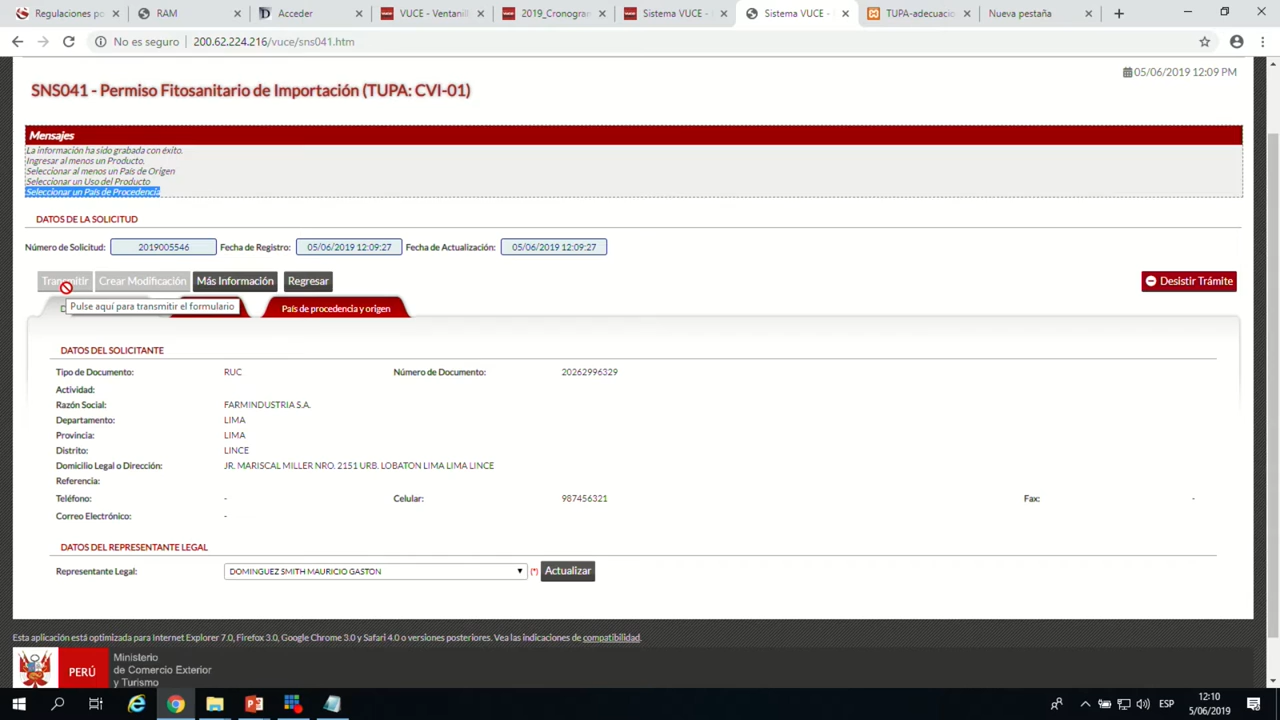 Regulaciones po
RAM
Acceder
VUCE - Ventanill
2019_Cronogram
Sistema VUCE -
Sistema VUCE -
TUPA-adecuacio
Nueva pestaña
No es seguro
200.62.224.216/vuce/sns041.htm
05/06/2019 12:09 PM
SNS041 - Permiso Fitosanitario de Importación (TUPA: CVI-01)
Mensajes
La información ha sido grabada con éxito.
Ingresar al menos un Producto.
Seleccionar al menos un País de Origen
Seleccionar un Uso del Producto
Seleccionar un País de Procedencia
DATOS DE LA SOLICITUD
Número de Solicitud: 2019005546 Fecha de Registro: 05/06/2019 12:09:27 Fecha de Actualización: 05/06/2019 12:09:27
Transmitir Crear Modificación Más Información Regresar Desistir Trámite
Pulse aquí para transmitir el formulario
País de procedencia y origen
DATOS DEL SOLICITANTE
Tipo de Documento: RUC Número de Documento: 20262996329
Actividad:
Razón Social: FARMINDUSTRIA S.A.
Departamento: LIMA
Provincia: LIMA
Distrito: LINCE
Domicilio Legal o Dirección: JR. MARISCAL MILLER NRO. 2151 URB. LOBATON LIMA LIMA LINCE
Referencia:
Teléfono: - Celular: 987456321 Fax: -
Correo Electrónico: -
DATOS DEL REPRESENTANTE LEGAL
Representante Legal: DOMINGUEZ SMITH MAURICIO GASTON (*) Actualizar
Esta aplicación está optimizada para Internet Explorer 7.0, Firefox 3.0, Google Chrome 3.0 y Safari 4.0 o versiones posteriores. Vea las indicaciones de compatibilidad.
PERÚ
Ministerio
de Comercio Exterior
y Turismo
ESP
12:10
5/06/2019